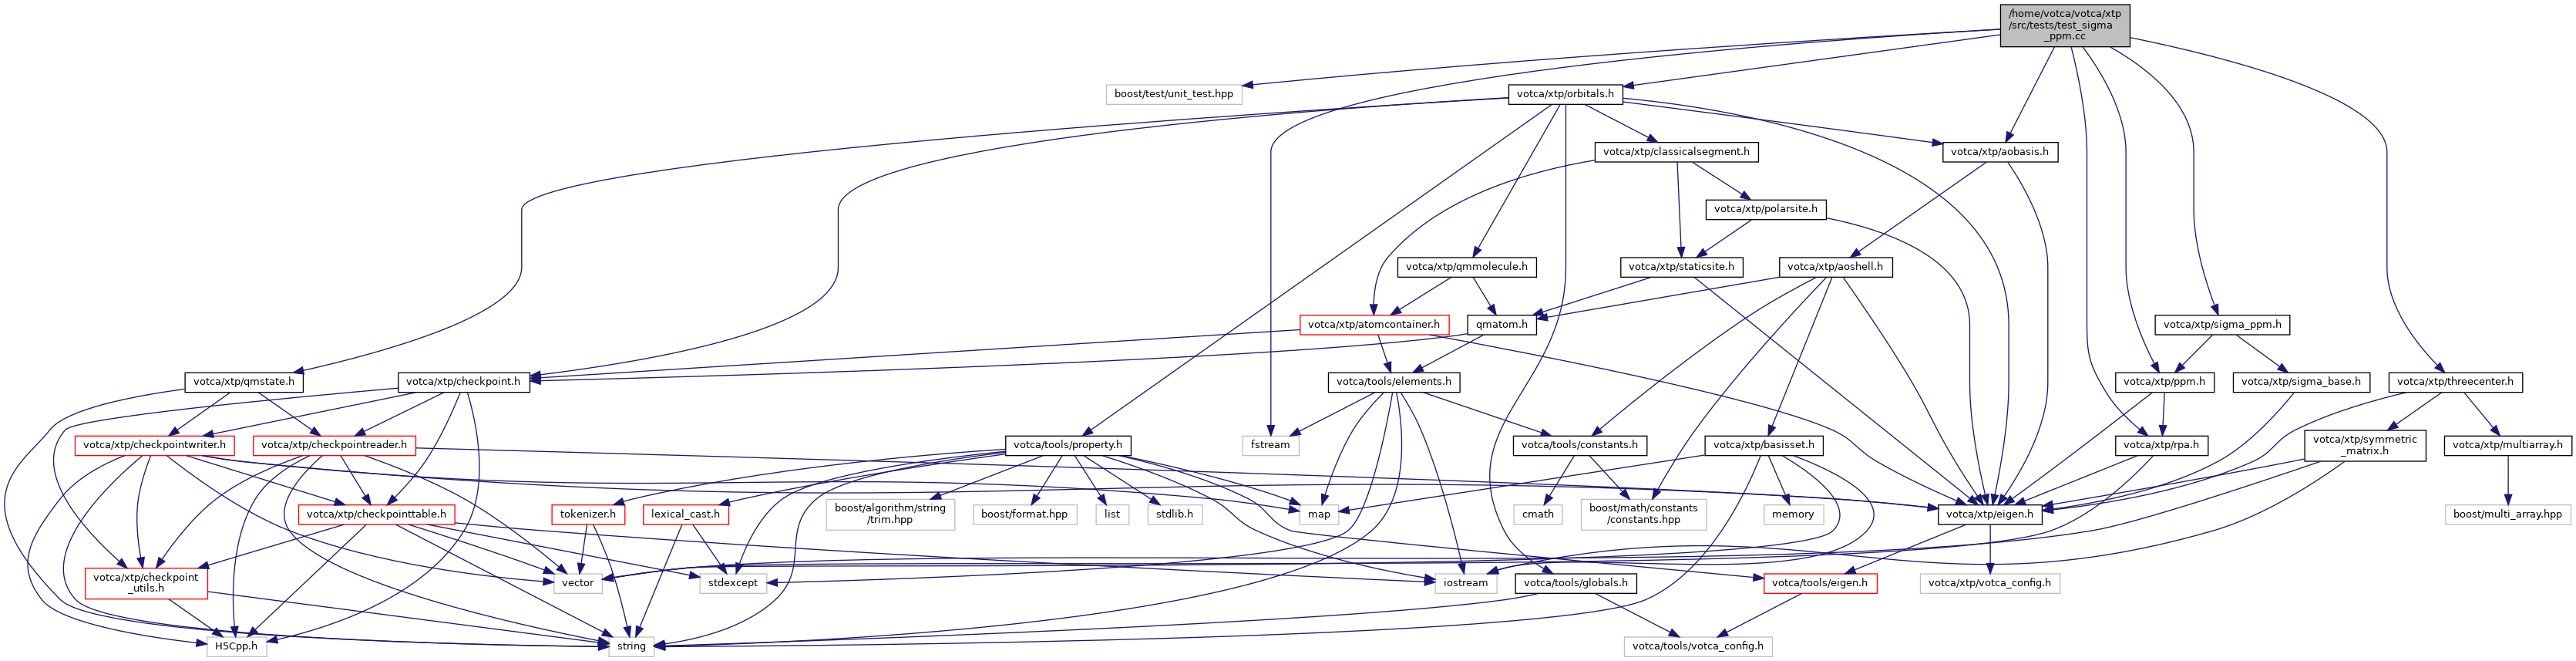 /home/votca/votca/xtp
/src/tests/test_sigma
_ppm.cc
boost/test/unit_test.hpp
votca/xtp/orbitals.h
votca/xtp/classicalsegment.h
votca/xtp/aobasis.h
votca/xtp/polarsite.h
votca/xtp/qmmolecule.h
votca/xtp/staticsite.h
votca/xtp/aoshell.h
votca/xtp/atomcontainer.h
qmatom.h
votca/xtp/sigma_ppm.h
votca/xtp/qmstate.h
votca/xtp/checkpoint.h
votca/tools/elements.h
votca/xtp/ppm.h
votca/xtp/sigma_base.h
votca/xtp/threecenter.h
votca/xtp/checkpointwriter.h
votca/xtp/checkpointreader.h
votca/tools/property.h
fstream
votca/tools/constants.h
votca/xtp/basisset.h
votca/xtp/rpa.h
votca/xtp/symmetric
_matrix.h
votca/xtp/multiarray.h
votca/xtp/checkpointtable.h
tokenizer.h
lexical_cast.h
boost/algorithm/string
/trim.hpp
boost/format.hpp
list
stdlib.h
map
cmath
boost/math/constants
/constants.hpp
memory
votca/xtp/eigen.h
boost/multi_array.hpp
votca/xtp/checkpoint
_utils.h
vector
stdexcept
iostream
votca/tools/globals.h
votca/tools/eigen.h
votca/xtp/votca_config.h
H5Cpp.h
string
votca/tools/votca_config.h